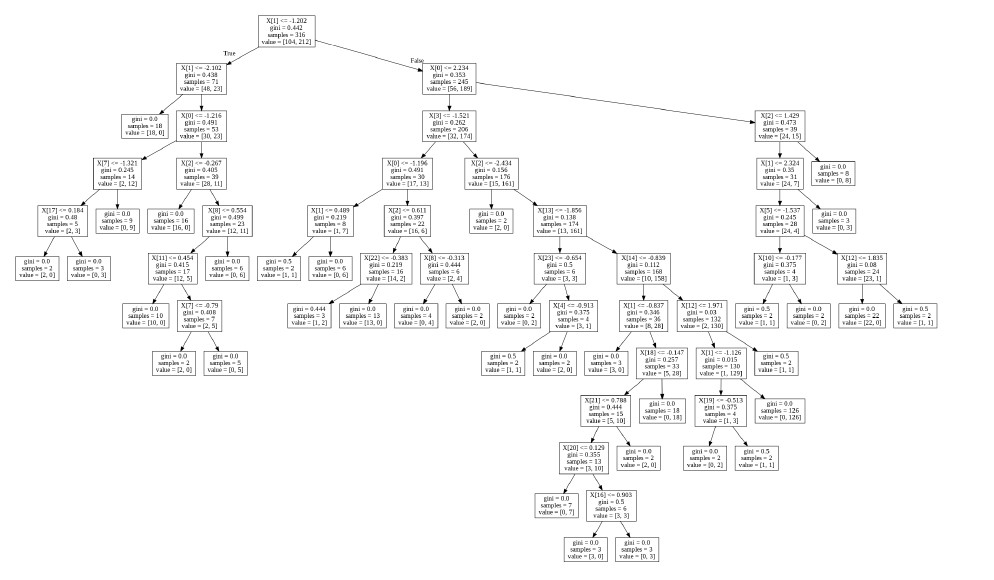 X[1] <= -1.202
gini = 0.442
samples = 316
value = [104, 212]
True
False
X[1] <= -2.102
gini = 0.438
samples = 71
value = [48, 23]
X[0] <= 2.234
gini = 0.353
samples = 245
value = [56, 189]
gini = 0.0
samples = 18
value = [18, 0]
X[0] <= -1.216
gini = 0.491
samples = 53
value = [30, 23]
X[3] <= -1.521
gini = 0.262
samples = 206
value = [32, 174]
X[2] <= 1.429
gini = 0.473
samples = 39
value = [24, 15]
X[7] <= -1.321
gini = 0.245
samples = 14
value = [2, 12]
X[2] <= -0.267
gini = 0.405
samples = 39
value = [28, 11]
X[0] <= -1.196
gini = 0.491
samples = 30
value = [17, 13]
X[2] <= -2.434
gini = 0.156
samples = 176
value = [15, 161]
X[1] <= 2.324
gini = 0.35
samples = 31
value = [24, 7]
gini = 0.0
samples = 8
value = [0, 8]
X[17] <= 0.184
gini = 0.48
samples = 5
value = [2, 3]
gini = 0.0
samples = 9
value = [0, 9]
gini = 0.0
samples = 16
value = [16, 0]
X[8] <= 0.554
gini = 0.499
samples = 23
value = [12, 11]
X[1] <= 0.489
gini = 0.219
samples = 8
value = [1, 7]
X[2] <= 0.611
gini = 0.397
samples = 22
value = [16, 6]
gini = 0.0
samples = 2
value = [2, 0]
X[13] <= -1.856
gini = 0.138
samples = 174
value = [13, 161]
X[5] <= -1.537
gini = 0.245
samples = 28
value = [24, 4]
gini = 0.0
samples = 3
value = [0, 3]
gini = 0.0
samples = 2
value = [2, 0]
gini = 0.0
samples = 3
value = [0, 3]
X[11] <= 0.454
gini = 0.415
samples = 17
value = [12, 5]
gini = 0.0
samples = 6
value = [0, 6]
gini = 0.5
samples = 2
value = [1, 1]
gini = 0.0
samples = 6
value = [0, 6]
X[22] <= -0.383
gini = 0.219
samples = 16
value = [14, 2]
X[8] <= -0.313
gini = 0.444
samples = 6
value = [2, 4]
X[23] <= -0.654
gini = 0.5
samples = 6
value = [3, 3]
X[14] <= -0.839
gini = 0.112
samples = 168
value = [10, 158]
X[10] <= -0.177
gini = 0.375
samples = 4
value = [1, 3]
X[12] <= 1.835
gini = 0.08
samples = 24
value = [23, 1]
gini = 0.0
samples = 10
value = [10, 0]
X[7] <= -0.79
gini = 0.408
samples = 7
value = [2, 5]
gini = 0.444
samples = 3
value = [1, 2]
gini = 0.0
samples = 13
value = [13, 0]
gini = 0.0
samples = 4
value = [0, 4]
gini = 0.0
samples = 2
value = [2, 0]
gini = 0.0
samples = 2
value = [0, 2]
X[4] <= -0.913
gini = 0.375
samples = 4
value = [3, 1]
X[1] <= -0.837
gini = 0.346
samples = 36
value = [8, 28]
X[12] <= 1.971
gini = 0.03
samples = 132
value = [2, 130]
gini = 0.5
samples = 2
value = [1, 1]
gini = 0.0
samples = 2
value = [0, 2]
gini = 0.0
samples = 22
value = [22, 0]
gini = 0.5
samples = 2
value = [1, 1]
gini = 0.0
samples = 2
value = [2, 0]
gini = 0.0
samples = 5
value = [0, 5]
gini = 0.5
samples = 2
value = [1, 1]
gini = 0.0
samples = 2
value = [2, 0]
gini = 0.0
samples = 3
value = [3, 0]
X[18] <= -0.147
gini = 0.257
samples = 33
value = [5, 28]
X[1] <= -1.126
gini = 0.015
samples = 130
value = [1, 129]
gini = 0.5
samples = 2
value = [1, 1]
X[21] <= 0.788
gini = 0.444
samples = 15
value = [5, 10]
gini = 0.0
samples = 18
value = [0, 18]
X[19] <= -0.513
gini = 0.375
samples = 4
value = [1, 3]
gini = 0.0
samples = 126
value = [0, 126]
X[20] <= 0.129
gini = 0.355
samples = 13
value = [3, 10]
gini = 0.0
samples = 2
value = [2, 0]
gini = 0.0
samples = 2
value = [0, 2]
gini = 0.5
samples = 2
value = [1, 1]
gini = 0.0
samples = 7
value = [0, 7]
X[16] <= 0.903
gini = 0.5
samples = 6
value = [3, 3]
gini = 0.0
samples = 3
value = [3, 0]
gini = 0.0
samples = 3
value = [0, 3]